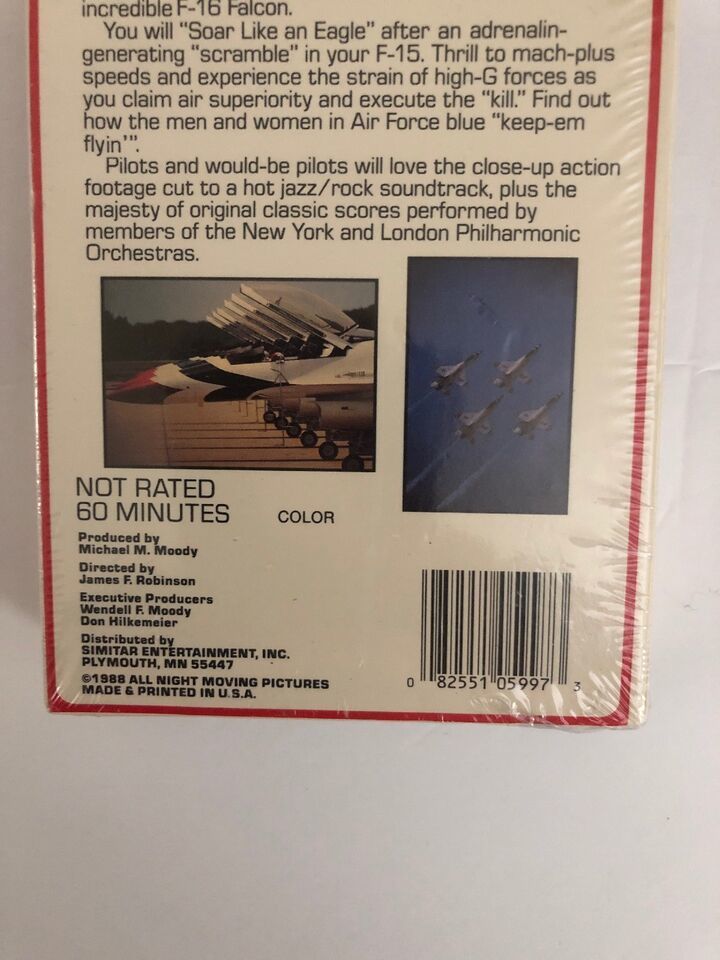 incredible F-16 Falcon.
You will "Soar Like an Eagle" after an adrenalin-
generating "scramble" in your F-15. Thrill to mach-plus
speeds and experience the strain of high-G forces as
you claim air superiority and execute the "kill." Find out
how the men and women in Air Force blue "keep-em
flyin'".
Pilots and would-be pilots will love the close-up action
footage cut to a hot jazz/rock soundtrack, plus the
majesty of original classic scores performed by
members of the New York and London Philharmonic
Orchestras.
NOT RATED
60 MINUTES COLOR
Produced by
Michael M. Moody
Directed by
James F. Robinson
Executive Producers
Wendell F. Moody
Don Hilkemeier
Distributed by
SIMITAR ENTERTAINMENT, INC.
PLYMOUTH, MN 55447
©1988 ALL NIGHT MOVING PICTURES
MADE & PRINTED IN U.S.A.
0 82551 05997 3